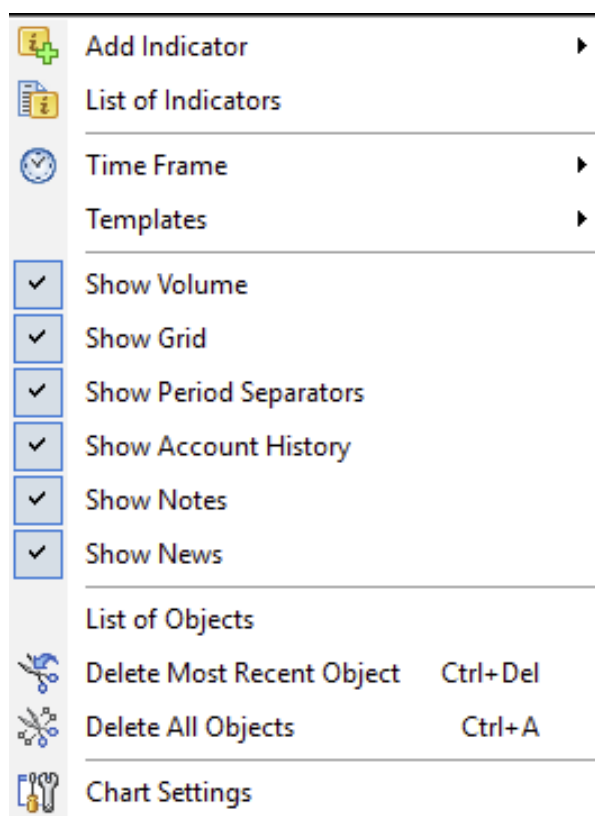 Add Indicator
List of Indicators
Time Frame
Templates
Show Volume
Show Grid
Show Period Separators
Show Account History
Show Notes
Show News
List of Objects
Delete Most Recent Object Ctrl+Del
Delete All Objects Ctrl+A
Chart Settings